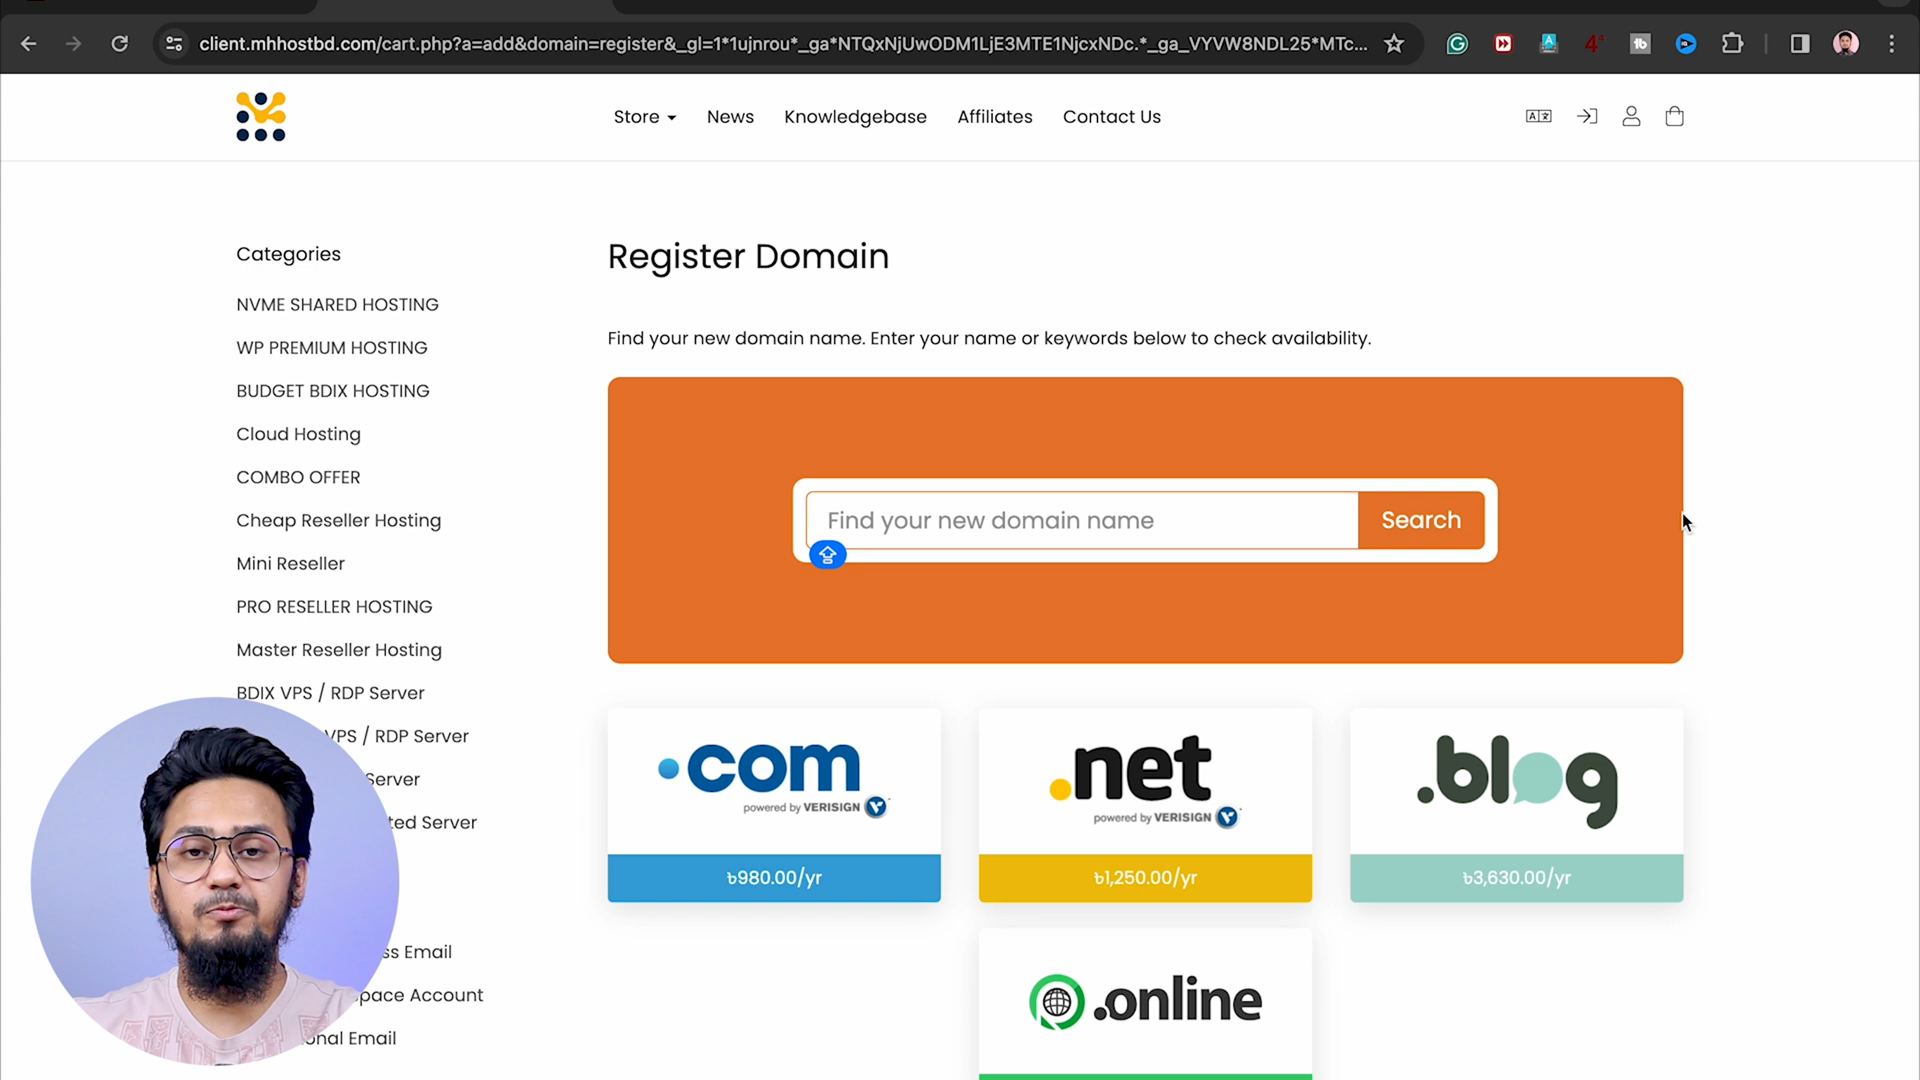 client.mhhostbd.com/cart.php?a=add&domain=register&_gl=1*1ujnrou*_ga*NTQxNjUwODM1LjE3MTE1NjcxNDc.*_ga_VYVW8NDL25*MTc...
Store
News
Knowledgebase
Affiliates
Contact Us
Categories
NVME SHARED HOSTING
WP PREMIUM HOSTING
BUDGET BDIX HOSTING
Cloud Hosting
COMBO OFFER
Cheap Reseller Hosting
Mini Reseller
PRO RESELLER HOSTING
Master Reseller Hosting
BDIX VPS / RDP Server
VPS / RDP Server
Server
ted Server
ss Email
pace Account
onal Email
Register Domain
Find your new domain name. Enter your name or keywords below to check availability.
Find your new domain name
Search
.com
powered by VERISIGN
৳980.00/yr
.net
powered by VERISIGN
৳1,250.00/yr
.blog
৳3,630.00/yr
.online